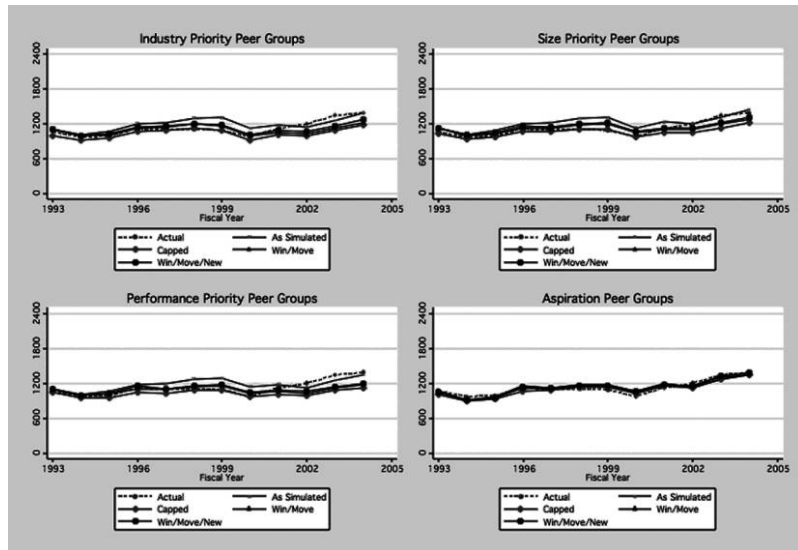 Industry Priority Peer Groups
2400
1800
1200
600
0
1993 1996 1999 2002 2005
Fiscal Year
Actual As Simulated
Capped Win/Move
Win/Move/New
Size Priority Peer Groups
2400
1800
1200
600
0
1993 1996 1999 2002 2005
Fiscal Year
Actual As Simulated
Capped Win/Move
Win/Move/New
Performance Priority Peer Groups
2400
1800
1200
600
0
1993 1996 1999 2002 2005
Fiscal Year
Actual As Simulated
Capped Win/Move
Win/Move/New
Aspiration Peer Groups
2400
1800
1200
600
0
1993 1996 1999 2002 2005
Fiscal Year
Actual As Simulated
Capped Win/Move
Win/Move/New